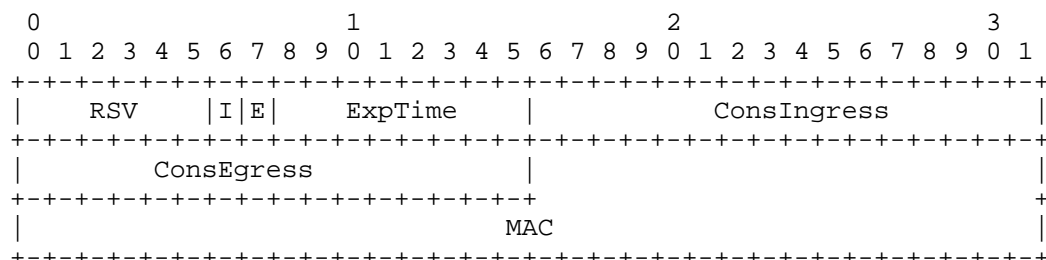 0                   1                   2                   3
 0 1 2 3 4 5 6 7 8 9 0 1 2 3 4 5 6 7 8 9 0 1 2 3 4 5 6 7 8 9 0 1
+-+-+-+-+-+-+-+-+-+-+-+-+-+-+-+-+-+-+-+-+-+-+-+-+-+-+-+-+-+-+-+-+
|    RSV    |I|E|    ExpTime    |           ConsIngress         |
+-+-+-+-+-+-+-+-+-+-+-+-+-+-+-+-+-+-+-+-+-+-+-+-+-+-+-+-+-+-+-+-+
|        ConsEgress             |                               |
+-+-+-+-+-+-+-+-+-+-+-+-+-+-+-+-+                               +
|                              MAC                              |
+-+-+-+-+-+-+-+-+-+-+-+-+-+-+-+-+-+-+-+-+-+-+-+-+-+-+-+-+-+-+-+-+